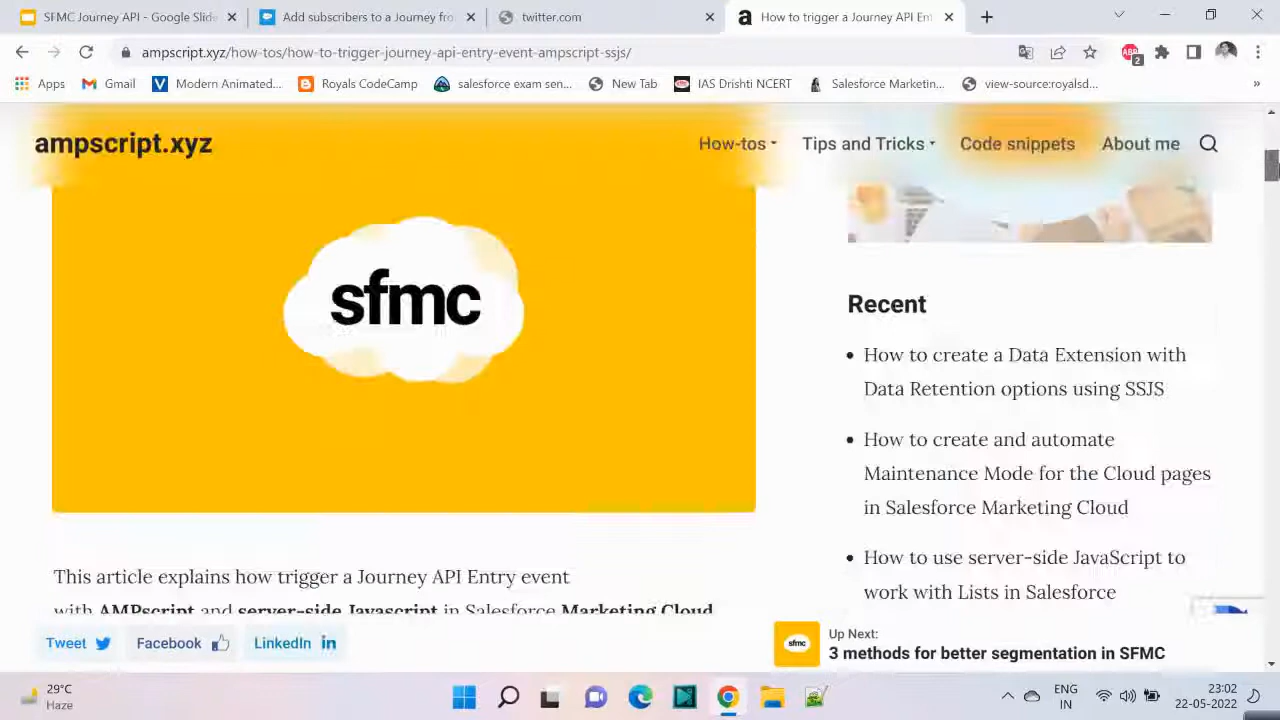 SFMC Journey API - Google Slide
Add subscribers to a Journey fro
twitter.com
How to trigger a Journey API En
ampscript.xyz/how-tos/how-to-trigger-journey-api-entry-event-ampscript-ssjs/
ABP
2
Apps
Gmail
Modern Animated...
Royals CodeCamp
salesforce exam sen...
New Tab
IAS Drishti NCERT
Salesforce Marketin...
view-source:royalsd...
ampscript.xyz
How-tos
Tips and Tricks
Code snippets
About me
sfmc
Recent
How to create a Data Extension with
Data Retention options using SSJS
How to create and automate
Maintenance Mode for the Cloud pages
in Salesforce Marketing Cloud
How to use server-side JavaScript to
work with Lists in Salesforce
This article explains how trigger a Journey API Entry event
with AMPscript and server-side Javascript in Salesforce Marketing Cloud
Tweet
Facebook
LinkedIn
sfmc
Up Next:
3 methods for better segmentation in SFMC
29°C
Haze
ENG
IN
23:02
22-05-2022